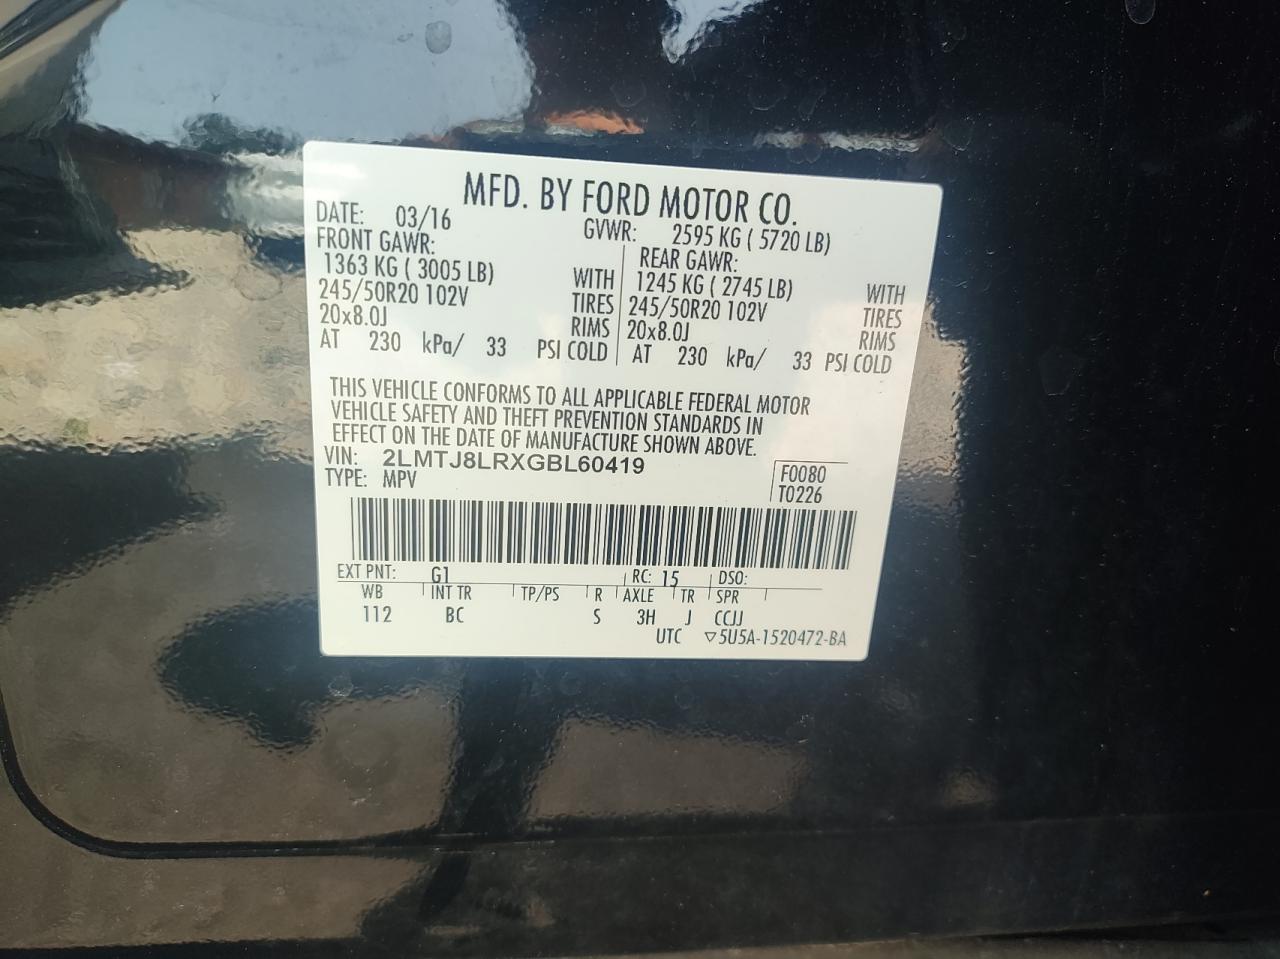 MFD. BY FORD MOTOR CO.
DATE: 03/16 GVWR: 2595 KG ( 5720 LB)
FRONT GAWR: REAR GAWR:
1363 KG ( 3005 LB) WITH 1245 KG ( 2745 LB) WITH
245/50R20 102V TIRES 245/50R20 102V TIRES
20x8.0J RIMS 20x8.0J RIMS
AT 230 kPa/ 33 PSI COLD AT 230 kPa/ 33 PSI COLD
THIS VEHICLE CONFORMS TO ALL APPLICABLE FEDERAL MOTOR
VEHICLE SAFETY AND THEFT PREVENTION STANDARDS IN
EFFECT ON THE DATE OF MANUFACTURE SHOWN ABOVE.
VIN: 2LMTJ8LRXGBL60419 F0080
TYPE: MPV T0226
EXT PNT: G1 RC: 15 DSO:
WB INT TR TP/PS R AXLE TR SPR
112 BC S 3H J CCJJ
UTC ▽5U5A-1520472-BA